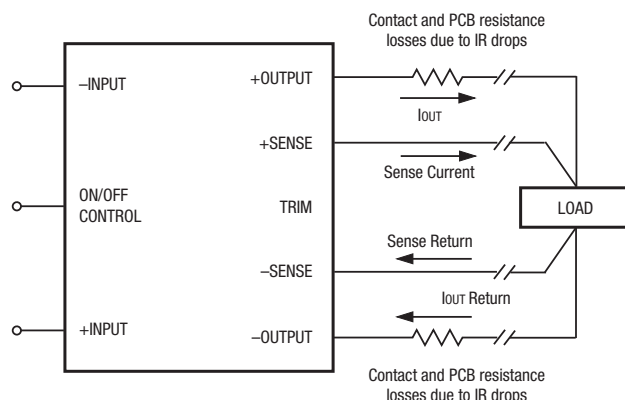 Contact and PCB resistance
losses due to IR drops
–INPUT
+OUTPUT
IOUT
+SENSE
Sense Current
ON/OFF
CONTROL
TRIM
LOAD
Sense Return
–SENSE
IOUT Return
+INPUT
–OUTPUT
Contact and PCB resistance
losses due to IR drops